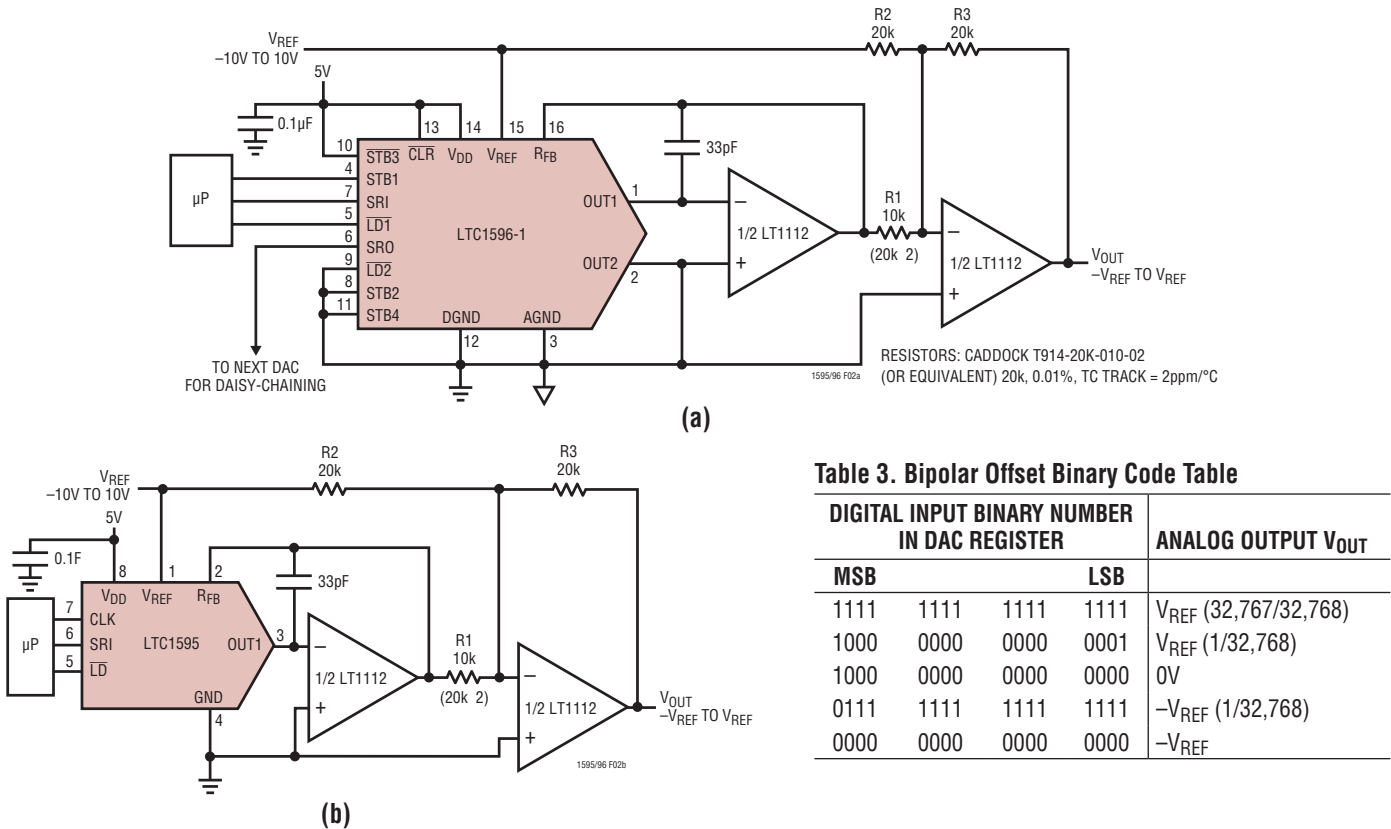 R2
20k
R3
20k
VREF
–10V TO 10V
5V
0.1µF
13
14
15
16
10
STB3
CLR
VDD
VREF
RFB
33pF
4
STB1
µP
7
SRI
OUT1
1
5
LD1
LTC1596-1
6
SRO
9
LD2
OUT2
2
8
STB2
11
STB4
DGND
AGND
12
3
–
1/2 LT1112
+
R1
10k
(20k 2)
–
1/2 LT1112
+
VOUT
–VREF TO VREF
TO NEXT DAC
FOR DAISY-CHAINING
1595/96 F02a
RESISTORS: CADDOCK T914-20K-010-02
(OR EQUIVALENT) 20k, 0.01%, TC TRACK = 2ppm/°C
(a)
R2
20k
R3
20k
VREF
–10V TO 10V
5V
0.1F
8
1
2
33pF
VDD
VREF
RFB
7
CLK
µP
6
SRI
LTC1595
OUT1
3
5
LD
GND
4
–
1/2 LT1112
+
R1
10k
(20k 2)
–
1/2 LT1112
+
VOUT
–VREF TO VREF
1595/96 F02b
(b)
Table 3. Bipolar Offset Binary Code Table
DIGITAL INPUT BINARY NUMBER
IN DAC REGISTER
ANALOG OUTPUT VOUT
MSB LSB
1111 1111 1111 1111 VREF (32,767/32,768)
1000 0000 0000 0001 VREF (1/32,768)
1000 0000 0000 0000 0V
0111 1111 1111 1111 –VREF (1/32,768)
0000 0000 0000 0000 –VREF